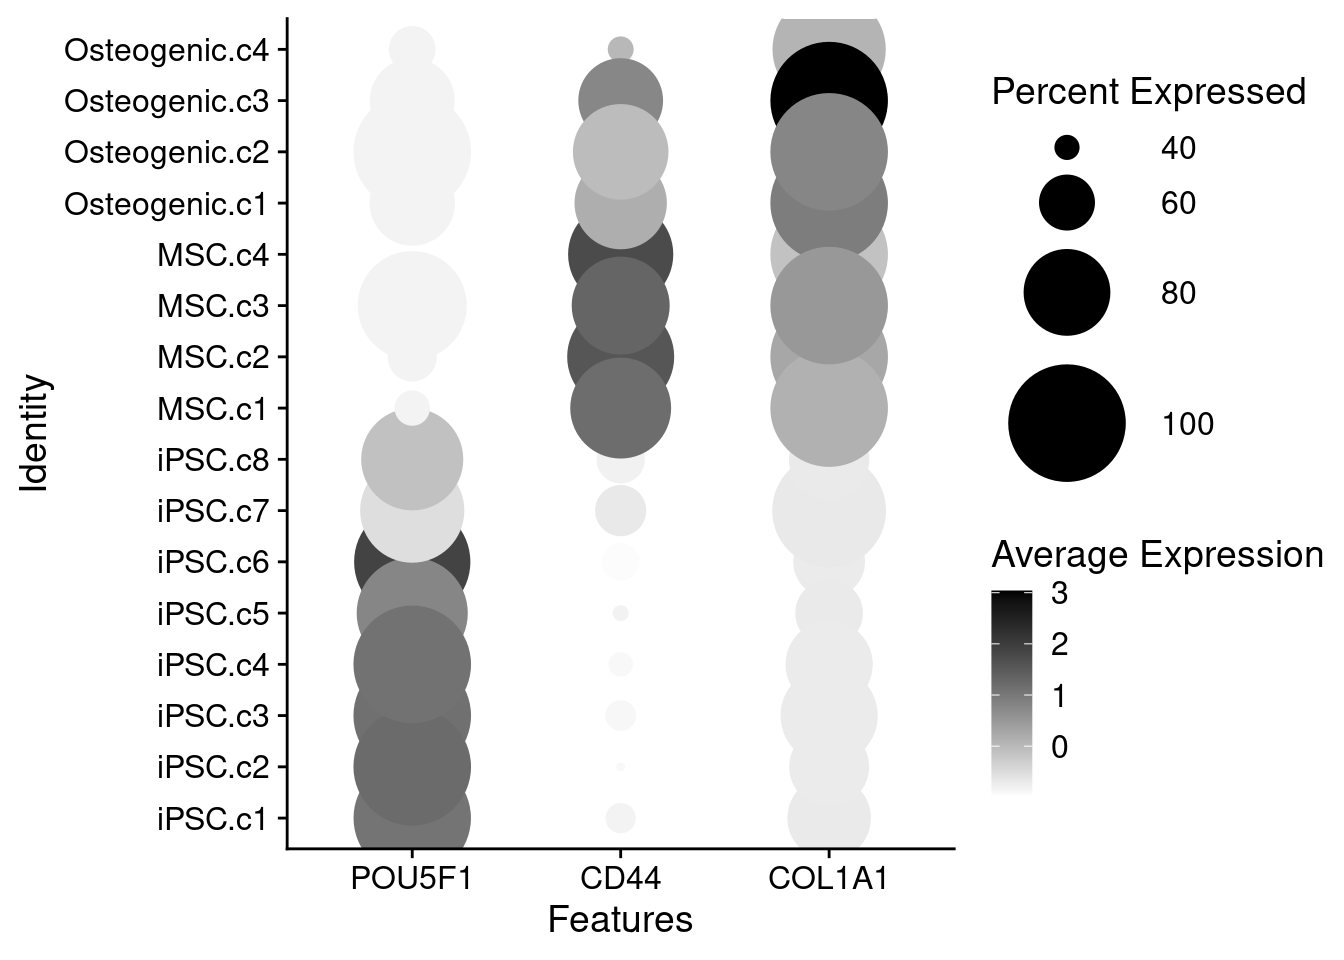 Osteogenic.c4
Osteogenic.c3
Osteogenic.c2
Osteogenic.c1
MSC.c4
MSC.c3
MSC.c2
MSC.c1
iPSC.c8
iPSC.c7
iPSC.c6
iPSC.c5
iPSC.c4
iPSC.c3
iPSC.c2
iPSC.c1
Identity
POU5F1 CD44 COL1A1
Features
Percent Expressed
40
60
80
100
Average Expression
3
2
1
0